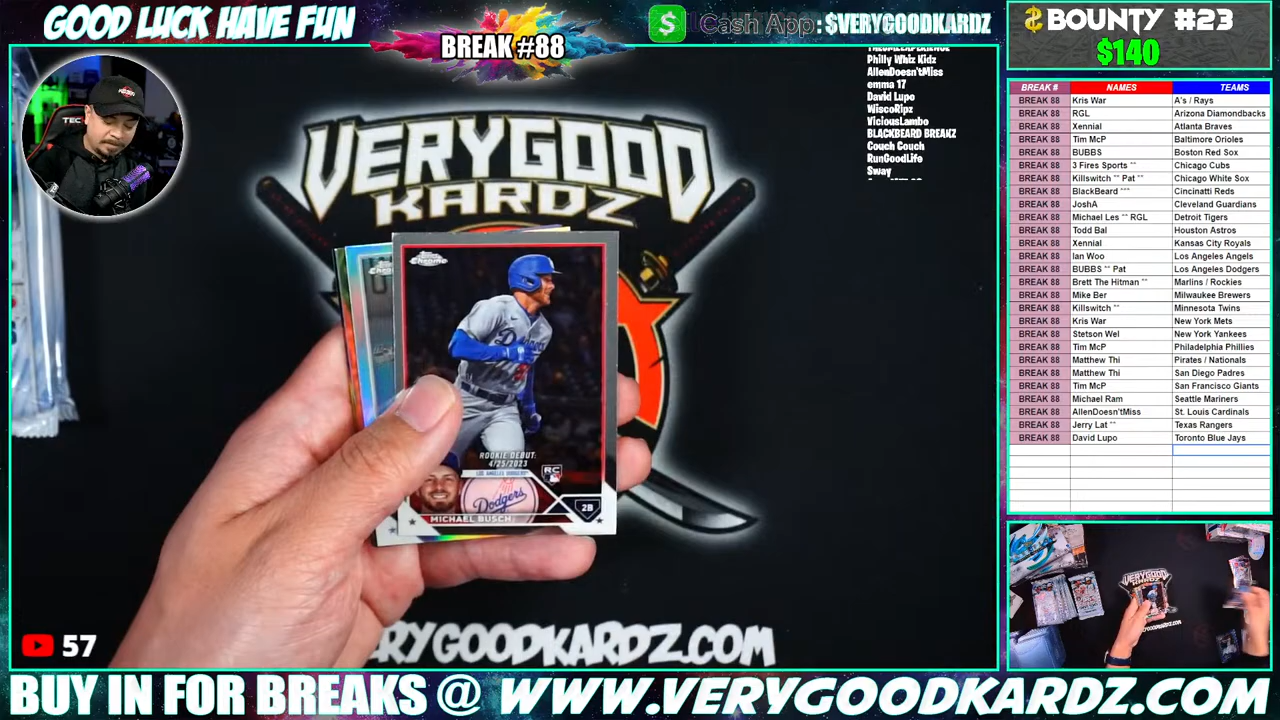 GOOD LUCK HAVE FUN
BREAK #88
Cash App : $VERYGOODKARDZ
BOUNTY #23
$140
Philly Whiz Kidz
AllenDoesn'tMiss
emma 17
David Lupo
WiscoRipz
ViciousLambo
BLACKBEARD BREAKZ
Couch Couch
RunGoodLife
Sway
TEC
VERYGOOD
KARDZ
Topps
Chrome
Dodgers
ROOKIE DEBUT:
4/25/2023
LOS ANGELES DODGERS
RC
Dodgers
2B
MICHAEL BUSCH
ERYGOODKARDZ.COM
57
BREAK # NAMES TEAMS
BREAK 88 Kris War A's / Rays
BREAK 88 RGL Arizona Diamondbacks
BREAK 88 Xennial Atlanta Braves
BREAK 88 Tim McP Baltimore Orioles
BREAK 88 BUBBS Boston Red Sox
BREAK 88 3 Fires Sports ** Chicago Cubs
BREAK 88 Killswitch ** Pat ** Chicago White Sox
BREAK 88 BlackBeard *** Cincinatti Reds
BREAK 88 JoshA Cleveland Guardians
BREAK 88 Michael Les ** RGL Detroit Tigers
BREAK 88 Todd Bal Houston Astros
BREAK 88 Xennial Kansas City Royals
BREAK 88 Ian Woo Los Angeles Angels
BREAK 88 BUBBS ** Pat Los Angeles Dodgers
BREAK 88 Brett The Hitman ** Marlins / Rockies
BREAK 88 Mike Ber Milwaukee Brewers
BREAK 88 Killswitch ** Minnesota Twins
BREAK 88 Kris War New York Mets
BREAK 88 Stetson Wel New York Yankees
BREAK 88 Tim McP Philadelphia Phillies
BREAK 88 Matthew Thi Pirates / Nationals
BREAK 88 Matthew Thi San Diego Padres
BREAK 88 Tim McP San Francisco Giants
BREAK 88 Michael Ram Seattle Mariners
BREAK 88 AllenDoesn'tMiss St. Louis Cardinals
BREAK 88 Jerry Lat ** Texas Rangers
BREAK 88 David Lupo Toronto Blue Jays
VERYGOOD
KARDZ
BUY IN FOR BREAKS @ WWW.VERYGOODKARDZ.COM